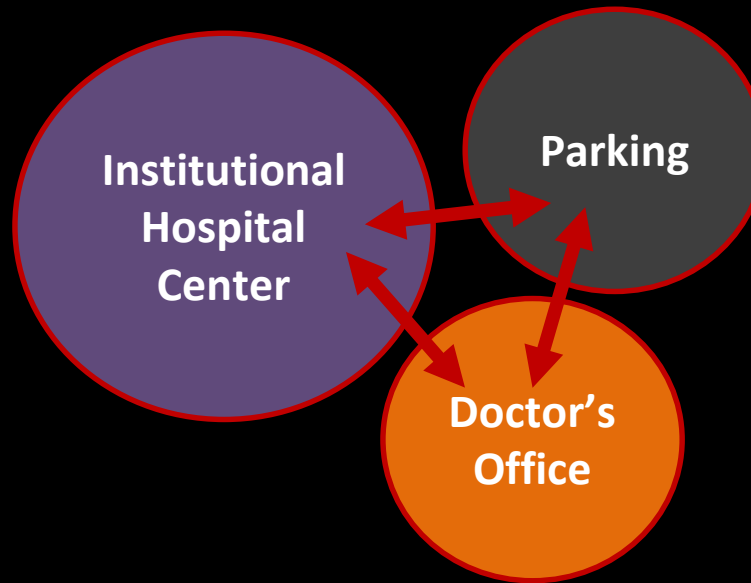 Institutional
Hospital
Center
Parking
Doctor’s
Office